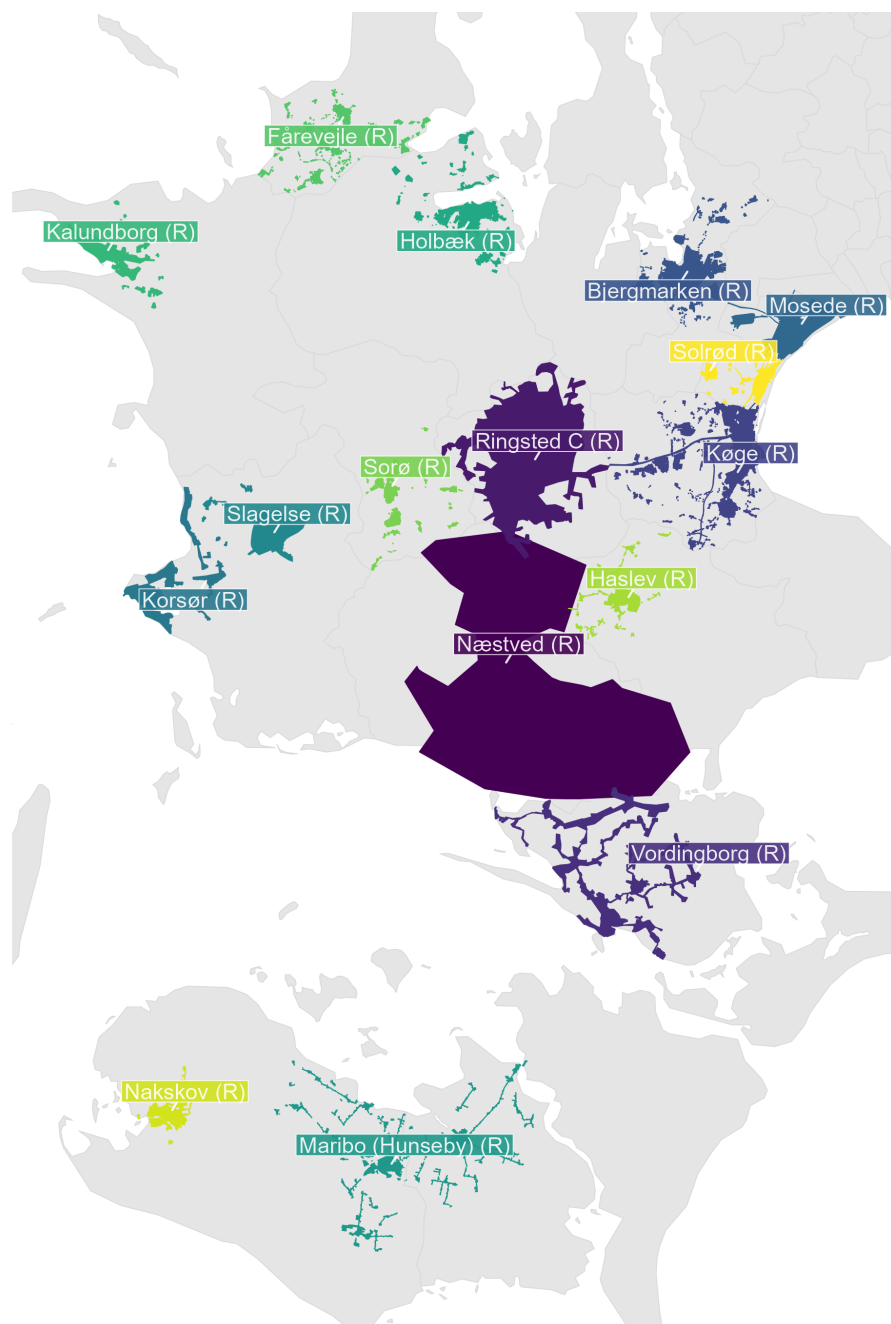 Fårevejle (R)
Kalundborg (R)
Holbæk (R)
Bjergmarken (R)
Mosede (R)
Solrød (R)
Ringsted C (R)
Køge (R)
Sorø (R)
Slagelse (R)
Haslev (R)
Korsør (R)
Næstved (R)
Vordingborg (R)
Nakskov (R)
Maribo (Hunseby) (R)